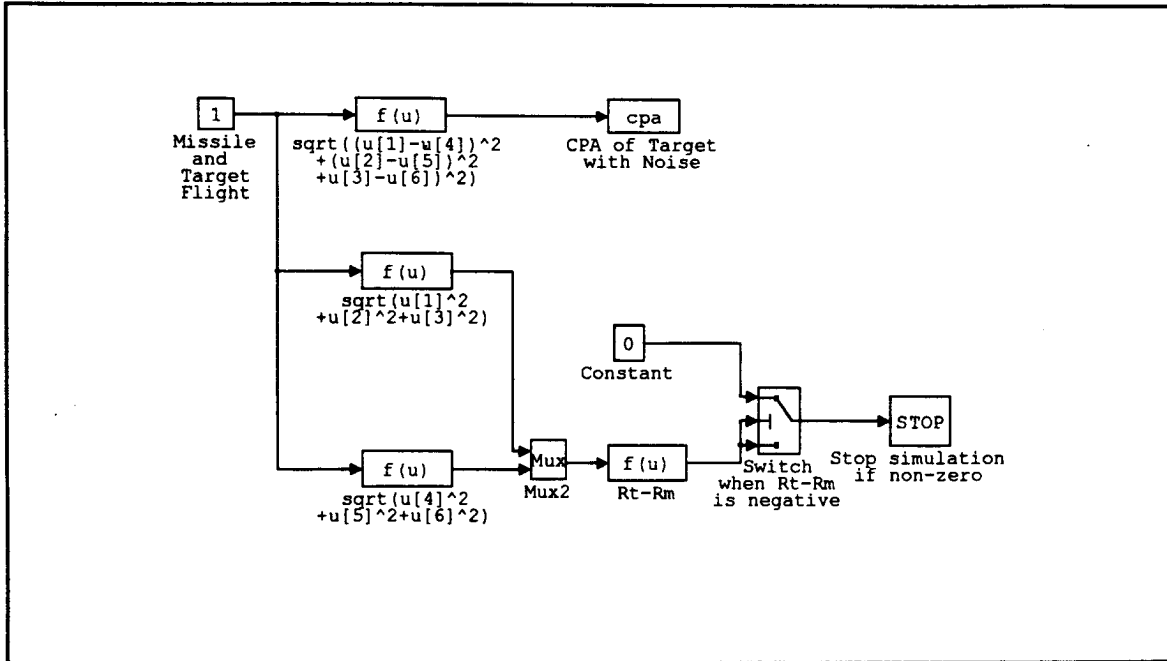 1
Missile
and
Target
Flight
f(u)
sqrt((u[1]-u[4])^2
+(u[2]-u[5])^2
+u[3]-u[6])^2)
cpa
CPA of Target
with Noise
f(u)
sqrt(u[1]^2
+u[2]^2+u[3]^2)
0
Constant
f(u)
sqrt(u[4]^2
+u[5]^2+u[6]^2)
Mux
Mux2
f(u)
Rt-Rm
Switch
when Rt-Rm
is negative
STOP
Stop simulation
if non-zero